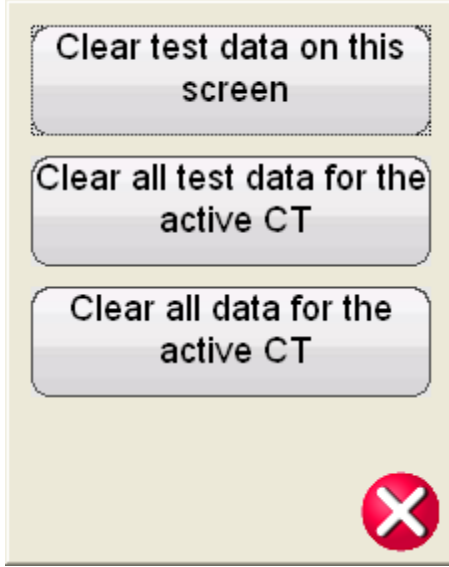 Clear test data on this
screen
Clear all test data for the
active CT
Clear all data for the
active CT